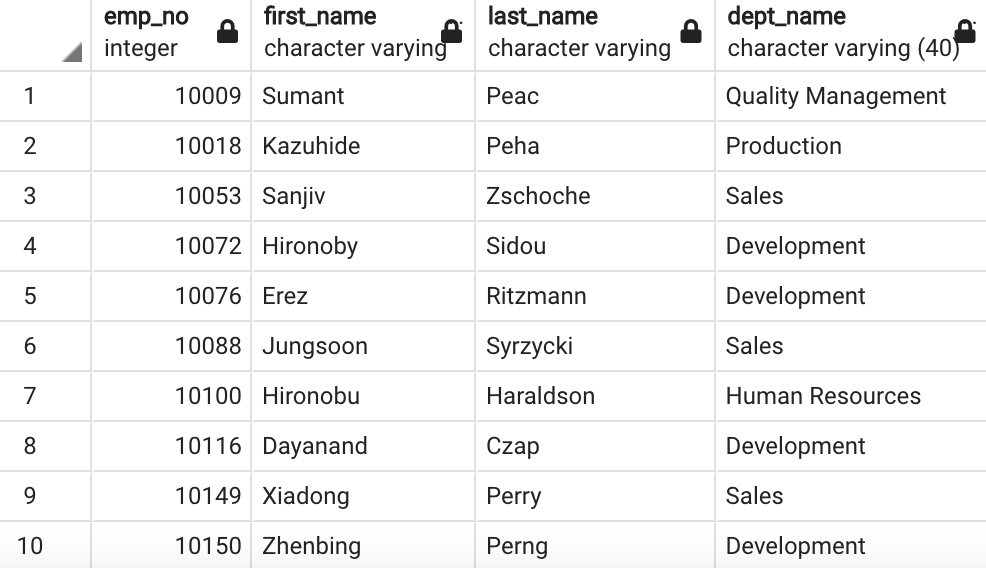 emp_no first_name last_name dept_name
integer character varying character varying character varying (40)
1 10009 Sumant Peac Quality Management
2 10018 Kazuhide Peha Production
3 10053 Sanjiv Zschoche Sales
4 10072 Hironoby Sidou Development
5 10076 Erez Ritzmann Development
6 10088 Jungsoon Syrzycki Sales
7 10100 Hironobu Haraldson Human Resources
8 10116 Dayanand Czap Development
9 10149 Xiadong Perry Sales
10 10150 Zhenbing Perng Development